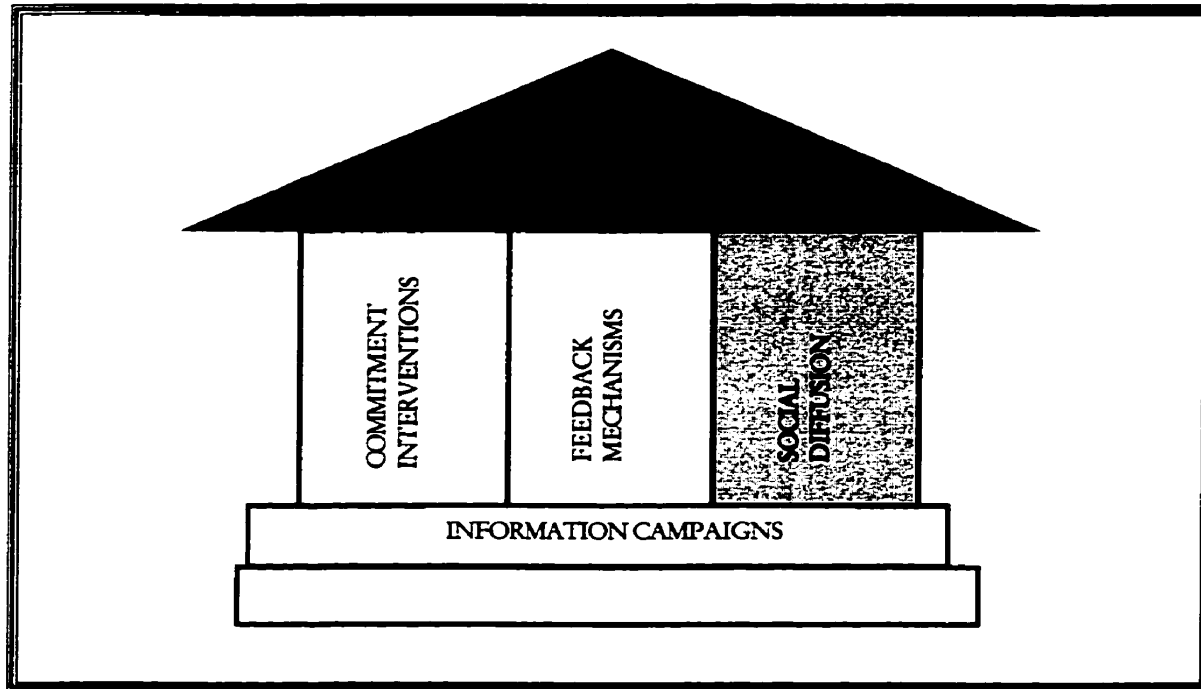 COMMITMENT
INTERVENTIONS
FEEDBACK
MECHANISMS
SOCIAL
DIFFUSION
INFORMATION CAMPAIGNS